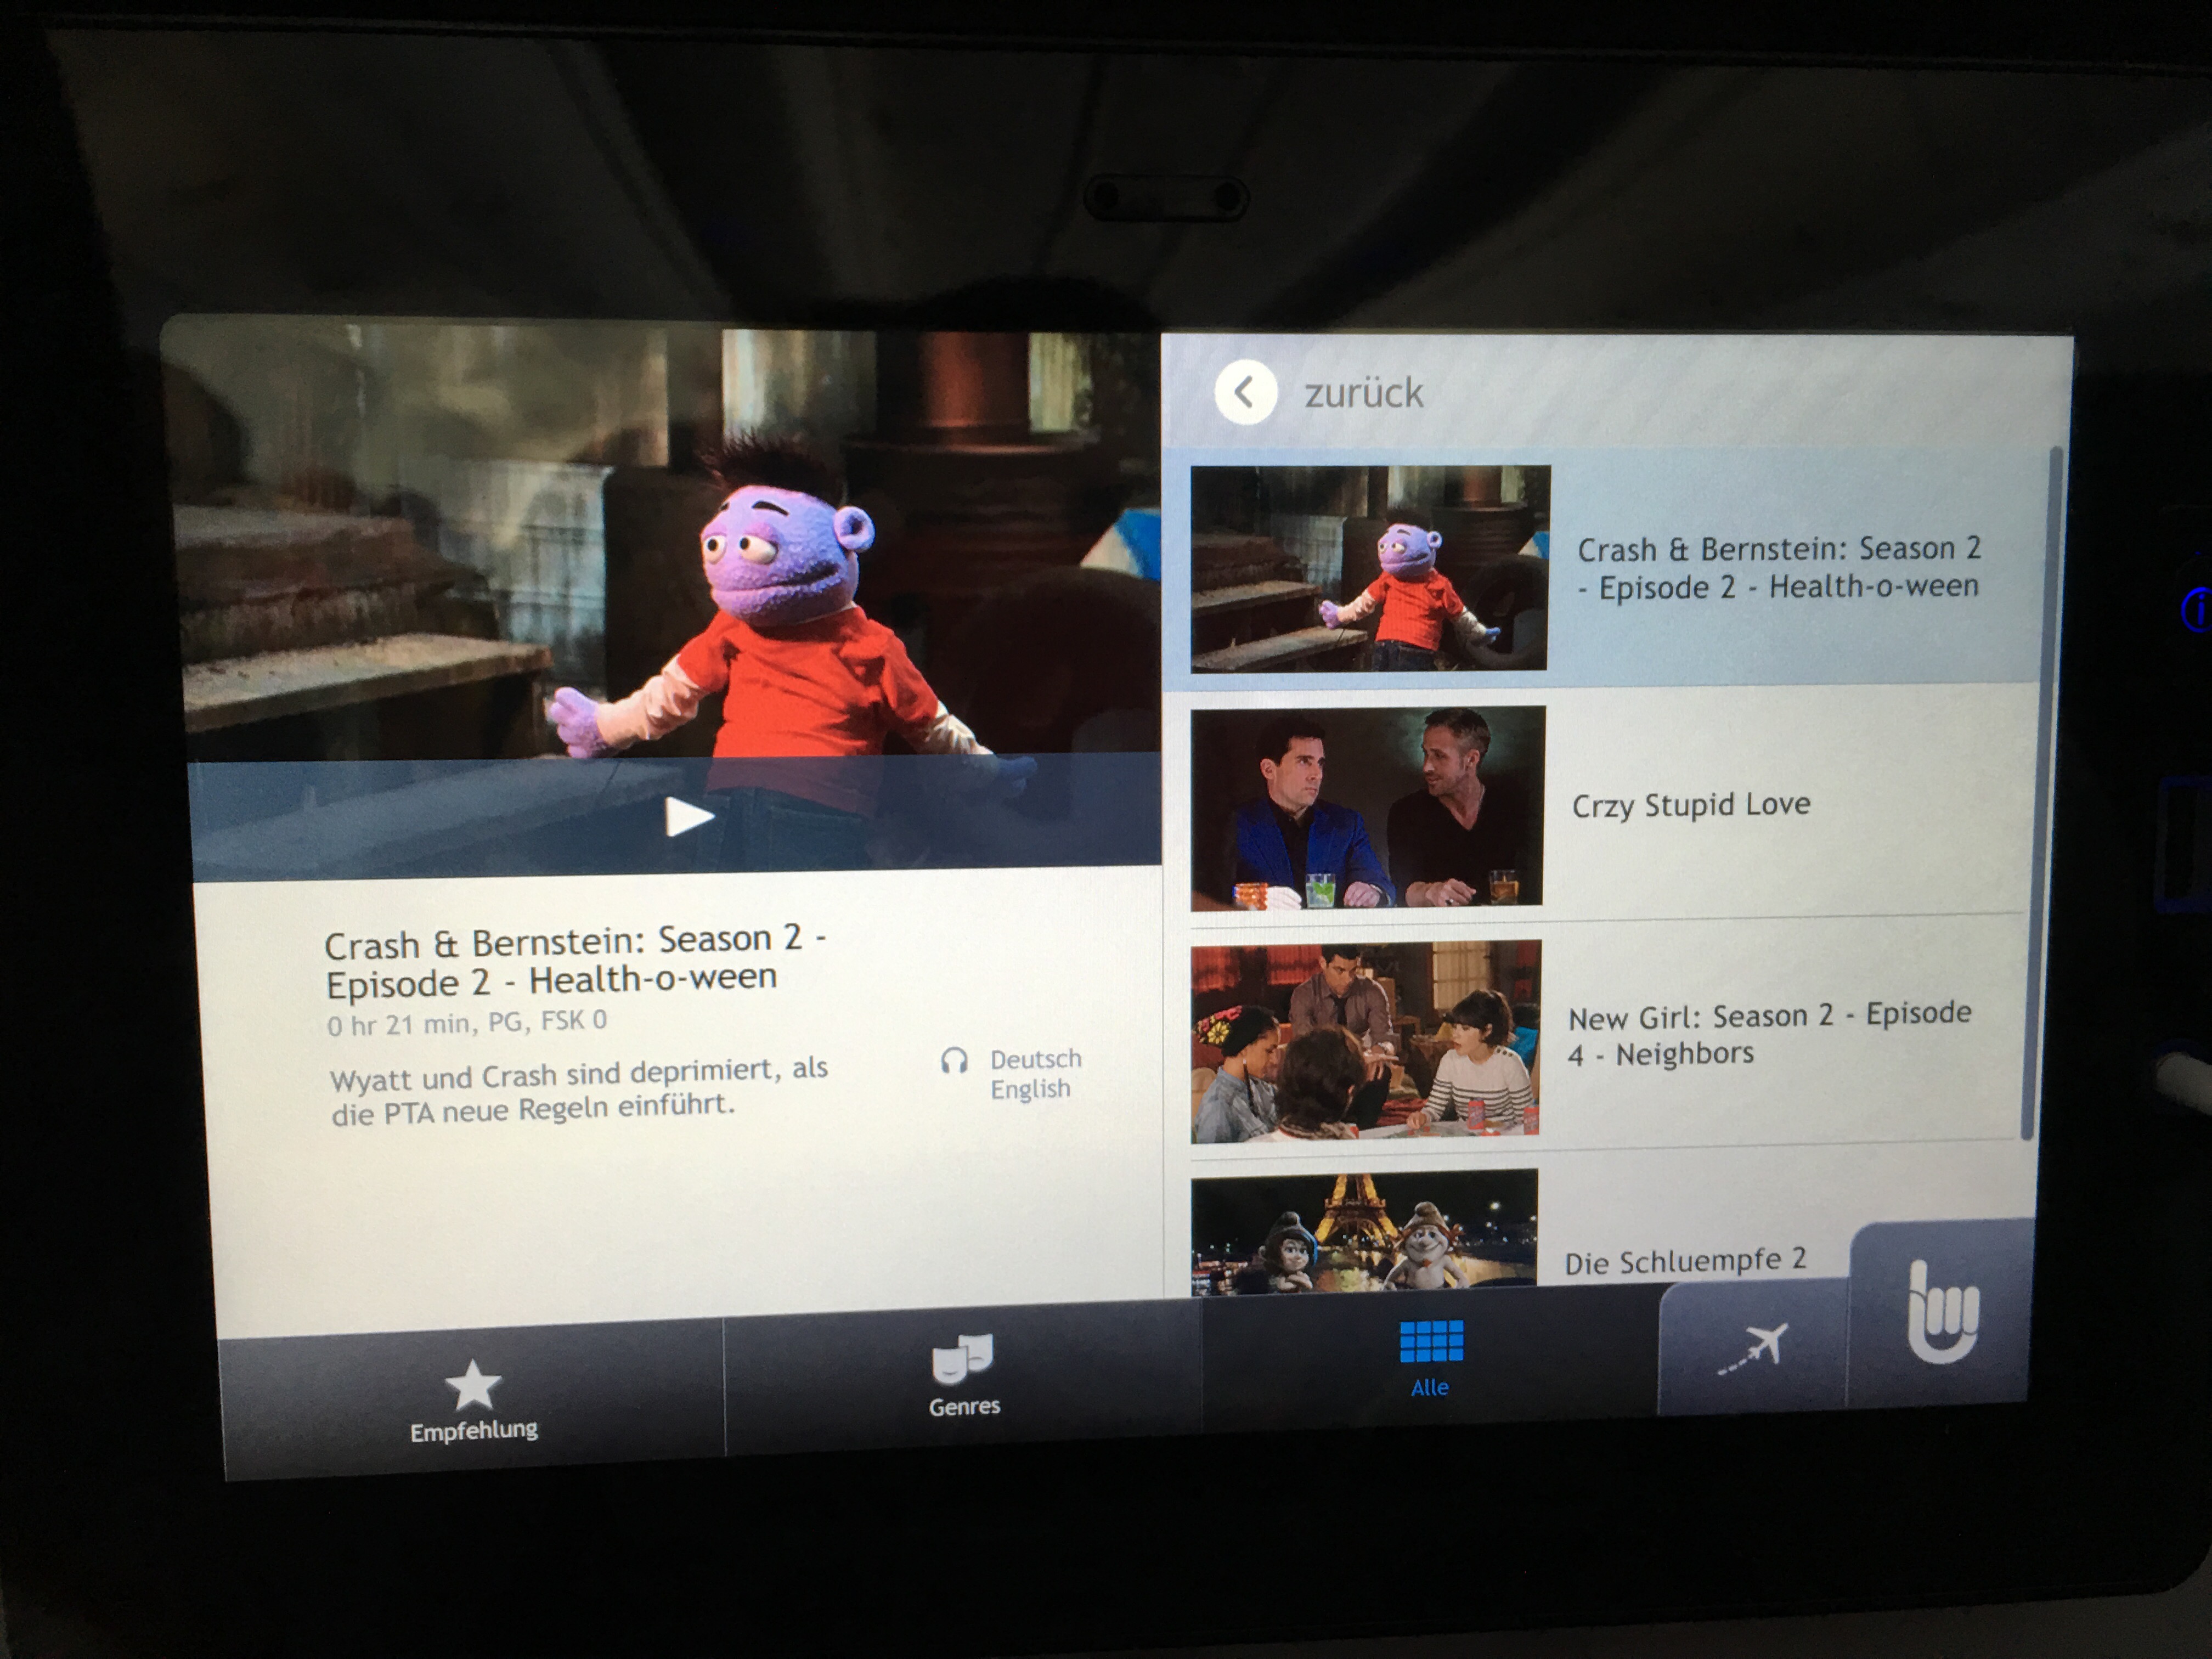 zurück
Crash & Bernstein: Season 2
- Episode 2 - Health-o-ween
Crzy Stupid Love
New Girl: Season 2 - Episode
4 - Neighbors
Die Schluempfe 2
Crash & Bernstein: Season 2 -
Episode 2 - Health-o-ween
0 hr 21 min, PG, FSK 0
Wyatt und Crash sind deprimiert, als
die PTA neue Regeln einführt.
Deutsch
English
Empfehlung
Genres
Alle